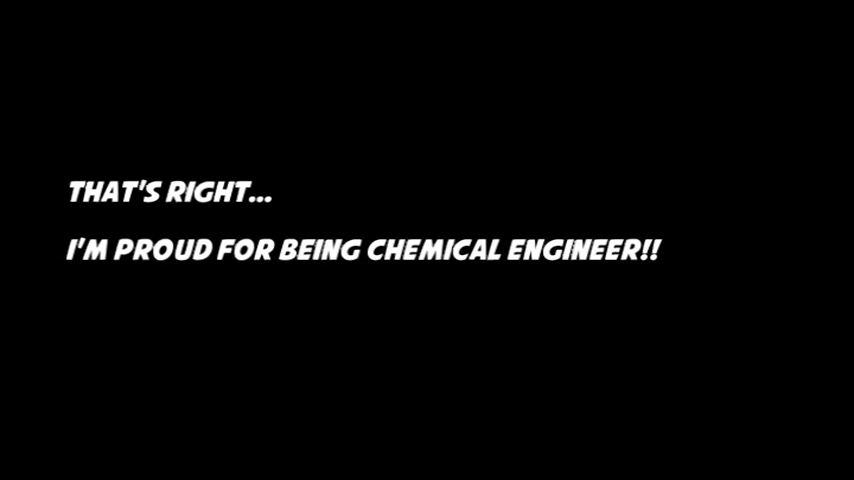 THAT'S RIGHT...
I'M PROUD FOR BEING CHEMICAL ENGINEER!!